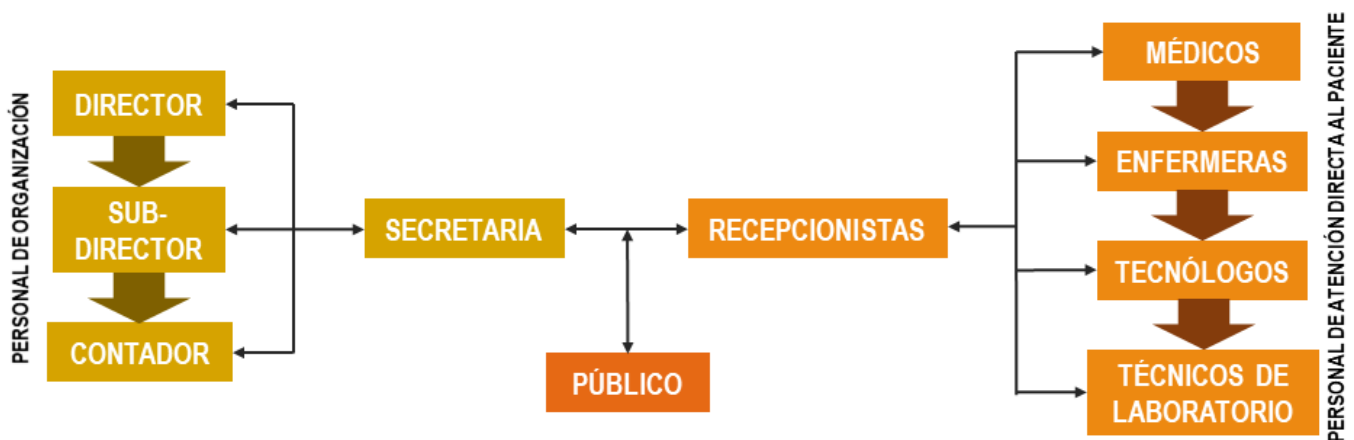 PERSONAL DE ORGANIZACIÓN
DIRECTOR
SUB-
DIRECTOR
CONTADOR
SECRETARIA
PÚBLICO
RECEPCIONISTAS
MÉDICOS
ENFERMERAS
TECNÓLOGOS
TÉCNICOS DE
LABORATORIO
PERSONAL DE ATENCIÓN DIRECTA AL PACIENTE